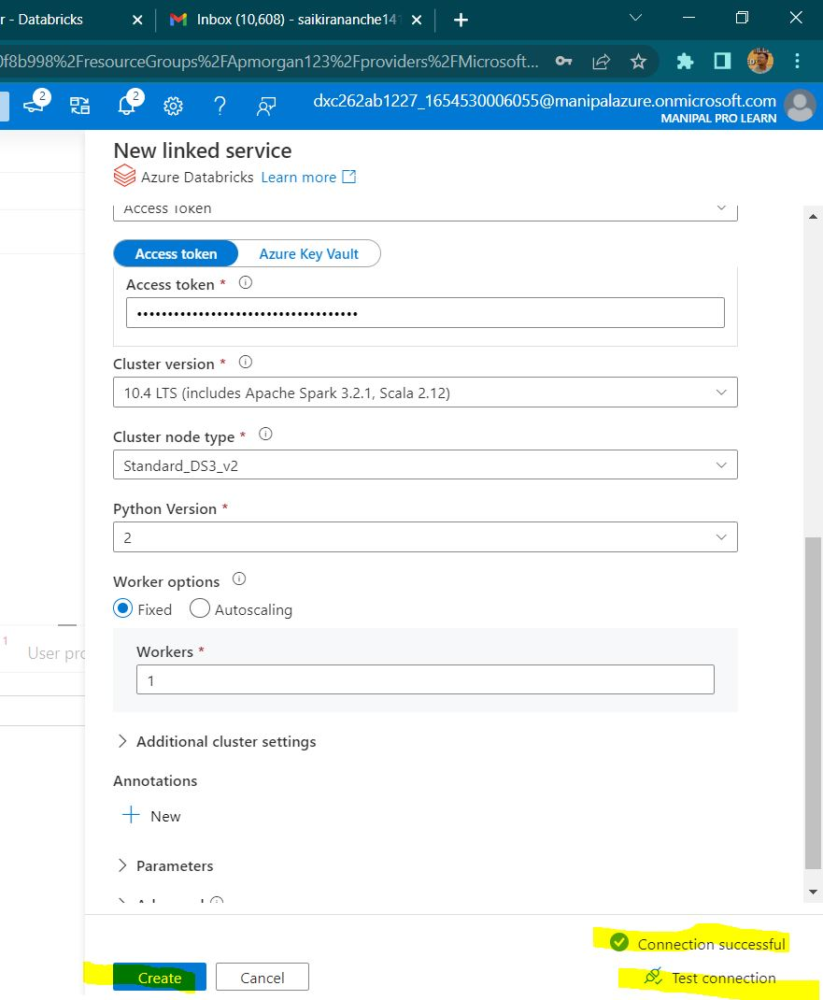 r - Databricks
Inbox (10,608) - saikirananche141
0f8b998%2FresourceGroups%2FApmorgan123%2Fproviders%2FMicrosoft...
2
2
dxc262ab1227_1654530006055@manipalazure.onmicrosoft.com
MANIPAL PRO LEARN
New linked service
Azure Databricks Learn more
Access Token
Access token Azure Key Vault
Access token *
••••••••••••••••••••••••••••••••••••
Cluster version *
10.4 LTS (includes Apache Spark 3.2.1, Scala 2.12)
Cluster node type *
Standard_DS3_v2
Python Version *
2
Worker options
Fixed Autoscaling
1
User pro
Workers *
1
Additional cluster settings
Annotations
New
Parameters
Connection successful
Create Cancel Test connection